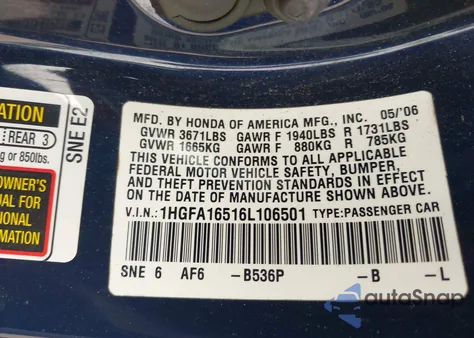 ATION
REAR 3
g or 850lbs.
OWNER'S
NUAL FOR
IONAL
RMATION
SNE E2
MFD. BY HONDA OF AMERICA MFG., INC. 05/'06
GVWR 3671LBS GAWR F 1940LBS R 1731LBS
GVWR 1665KG GAWR F 880KG R 785KG
THIS VEHICLE CONFORMS TO ALL APPLICABLE
FEDERAL MOTOR VEHICLE SAFETY, BUMPER,
AND THEFT PREVENTION STANDARDS IN EFFECT
ON THE DATE OF MANUFACTURE SHOWN ABOVE.
V.I.N.: 1HGFA16516L106501 TYPE:PASSENGER CAR
SNE 6 AF6 -B536P -B -L
autoSnap